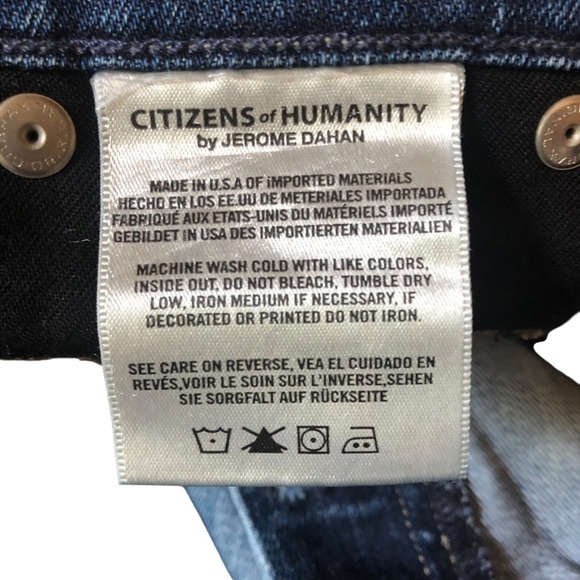 CITIZENS of HUMANITY
by JEROME DAHAN
MADE IN U.S.A OF iMPORTED MATERIALS
HECHO EN LOS EE.UU DE METERIALES IMPORTADA
FABRIQUÉ AUX ETATS-UNIS DU MATÉRIELS IMPORTÉ
GEBILDET IN USA DES IMPORTIERTEN MATERIALIEN
MACHINE WASH COLD WITH LIKE COLORS,
INSIDE OUT, DO NOT BLEACH, TUMBLE DRY
LOW, IRON MEDIUM IF NECESSARY, IF
DECORATED OR PRINTED DO NOT IRON.
SEE CARE ON REVERSE, VEA EL CUIDADO EN
REVÉS,VOIR LE SOIN SUR L'INVERSE,SEHEN
SIE SORGFALT AUF RÜCKSEITE